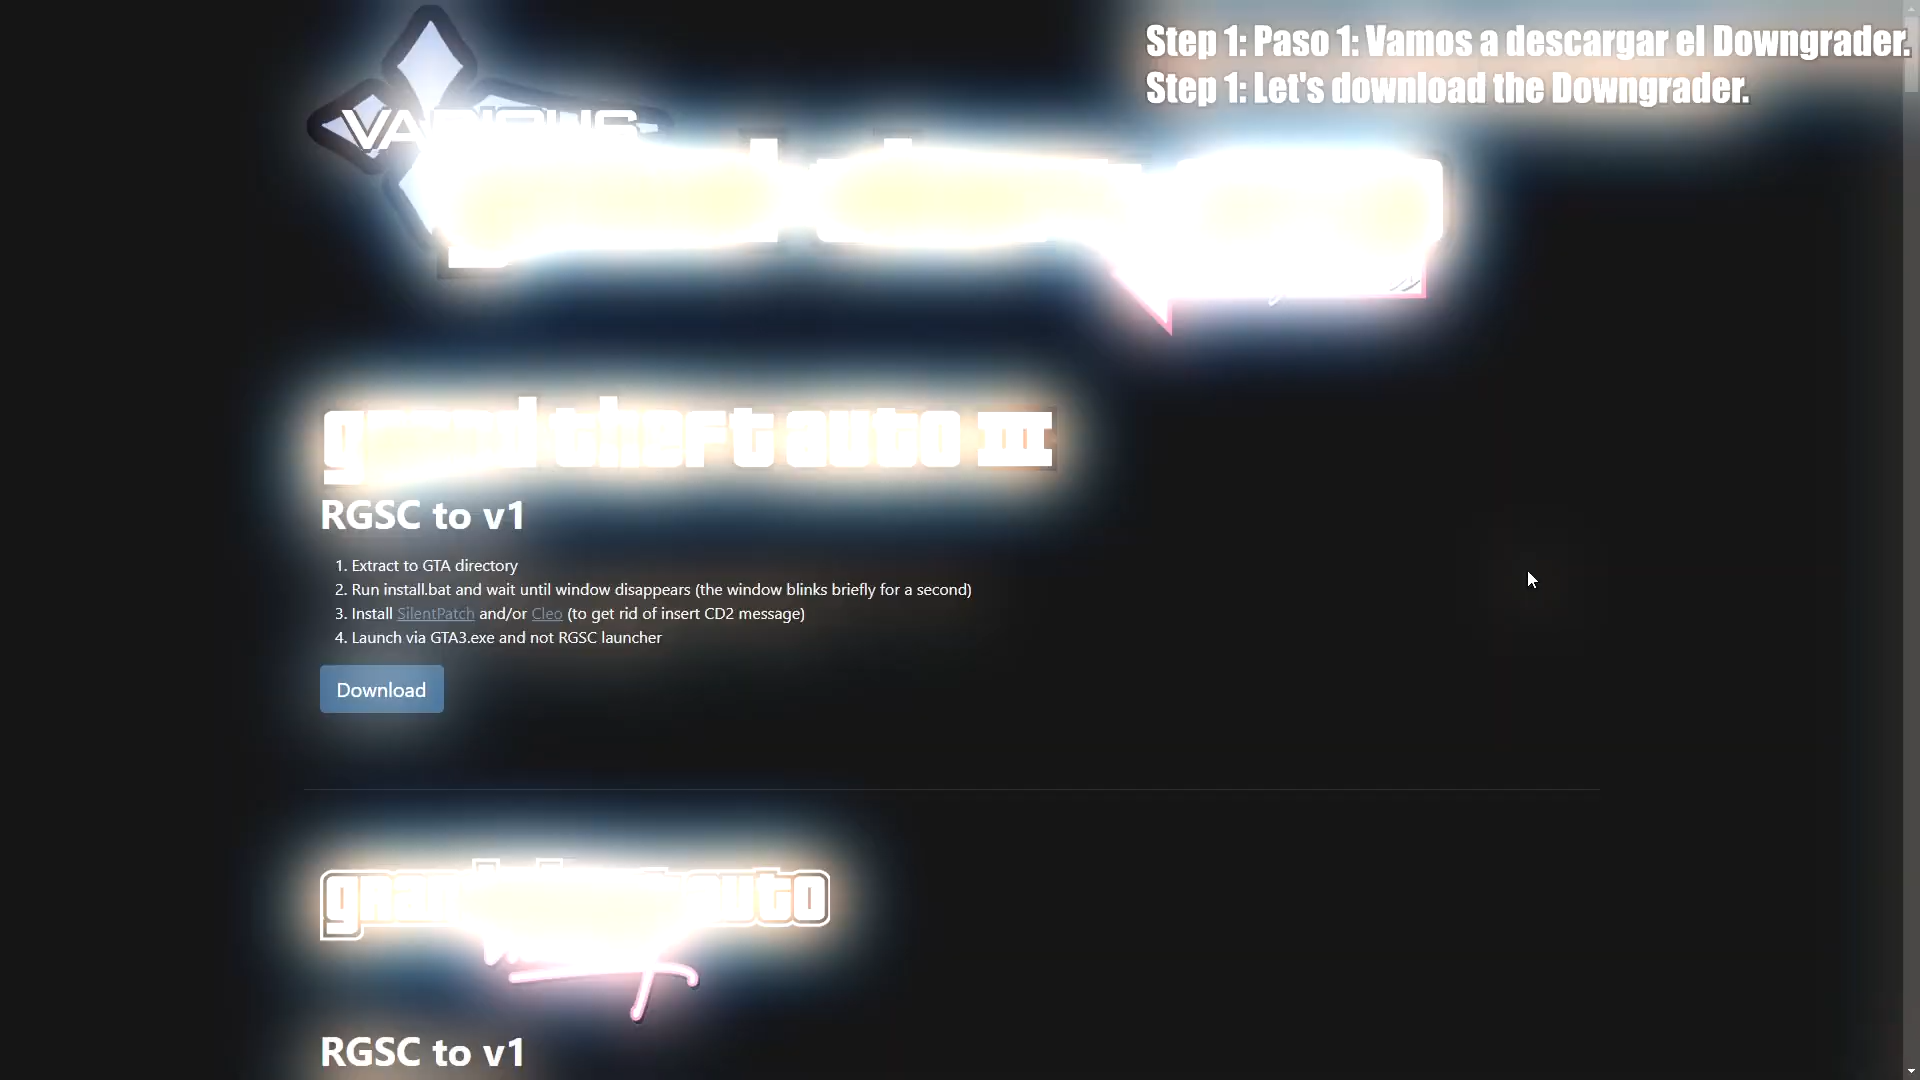 Step 1: Paso 1: Vamos a descargar el Downgrader.
Step 1: Let's download the Downgrader.
VARIOUS
grand theft auto III
RGSC to v1
1. Extract to GTA directory
2. Run install.bat and wait until window disappears (the window blinks briefly for a second)
3. Install SilentPatch and/or Cleo (to get rid of insert CD2 message)
4. Launch via GTA3.exe and not RGSC launcher
Download
auto
RGSC to v1